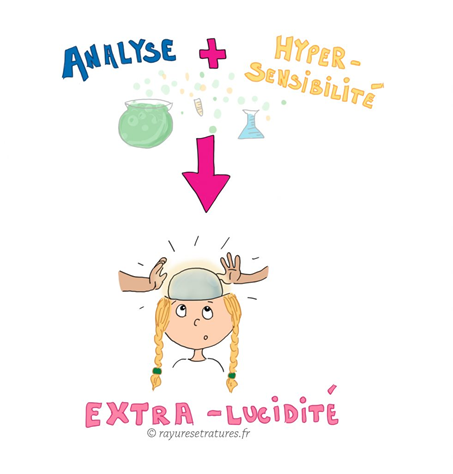 ANALYSE + HYPER-
SENSIBILITÉ
EXTRA-LUCIDITÉ
© rayuresetratures.fr